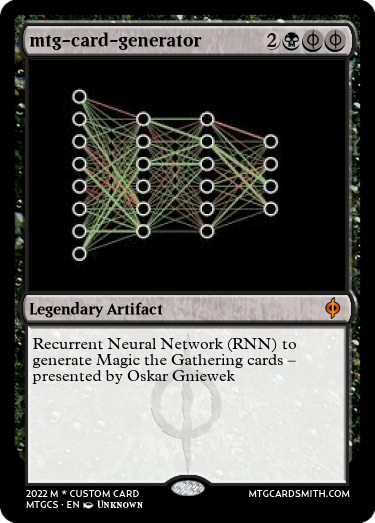 mtg-card-generator 2
Legendary Artifact
Recurrent Neural Network (RNN) to
generate Magic the Gathering cards –
presented by Oskar Gniewek
2022 M * CUSTOM CARD
MTGCS · EN Unknown
MTGCARDSMITH.COM